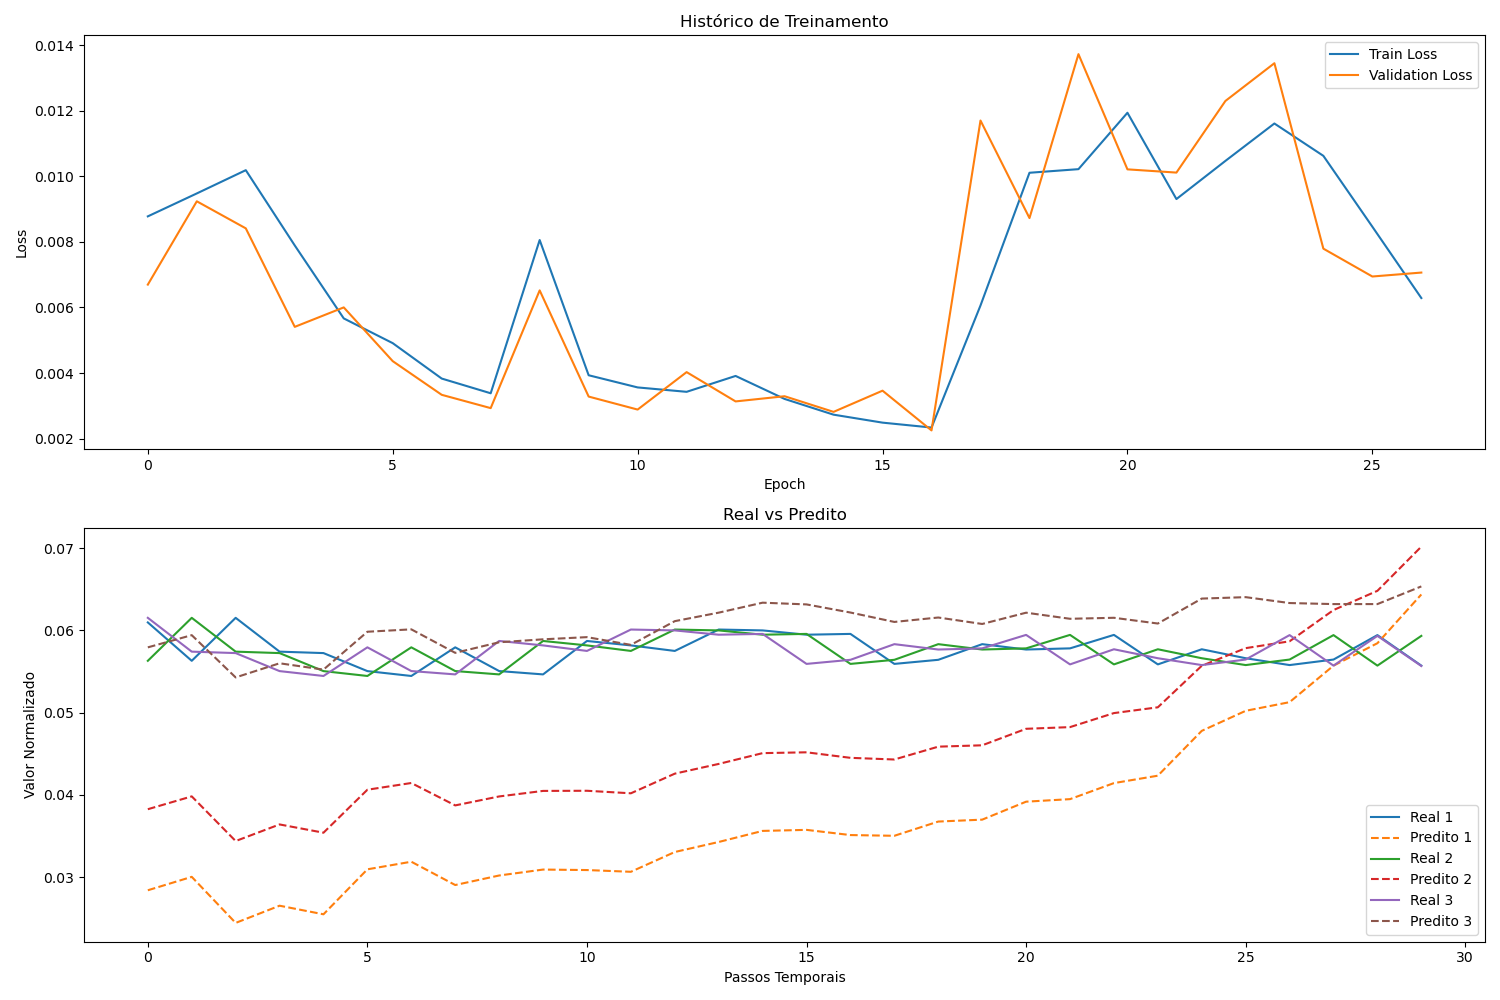 Histórico de Treinamento
Train Loss
Validation Loss
0.014
0.012
0.010
0.008
0.006
0.004
0.002
Loss
0 5 10 15 20 25
Epoch
Real vs Predito
0.07
0.06
0.05
0.04
0.03
Valor Normalizado
Real 1
Predito 1
Real 2
Predito 2
Real 3
Predito 3
0 5 10 15 20 25 30
Passos Temporais